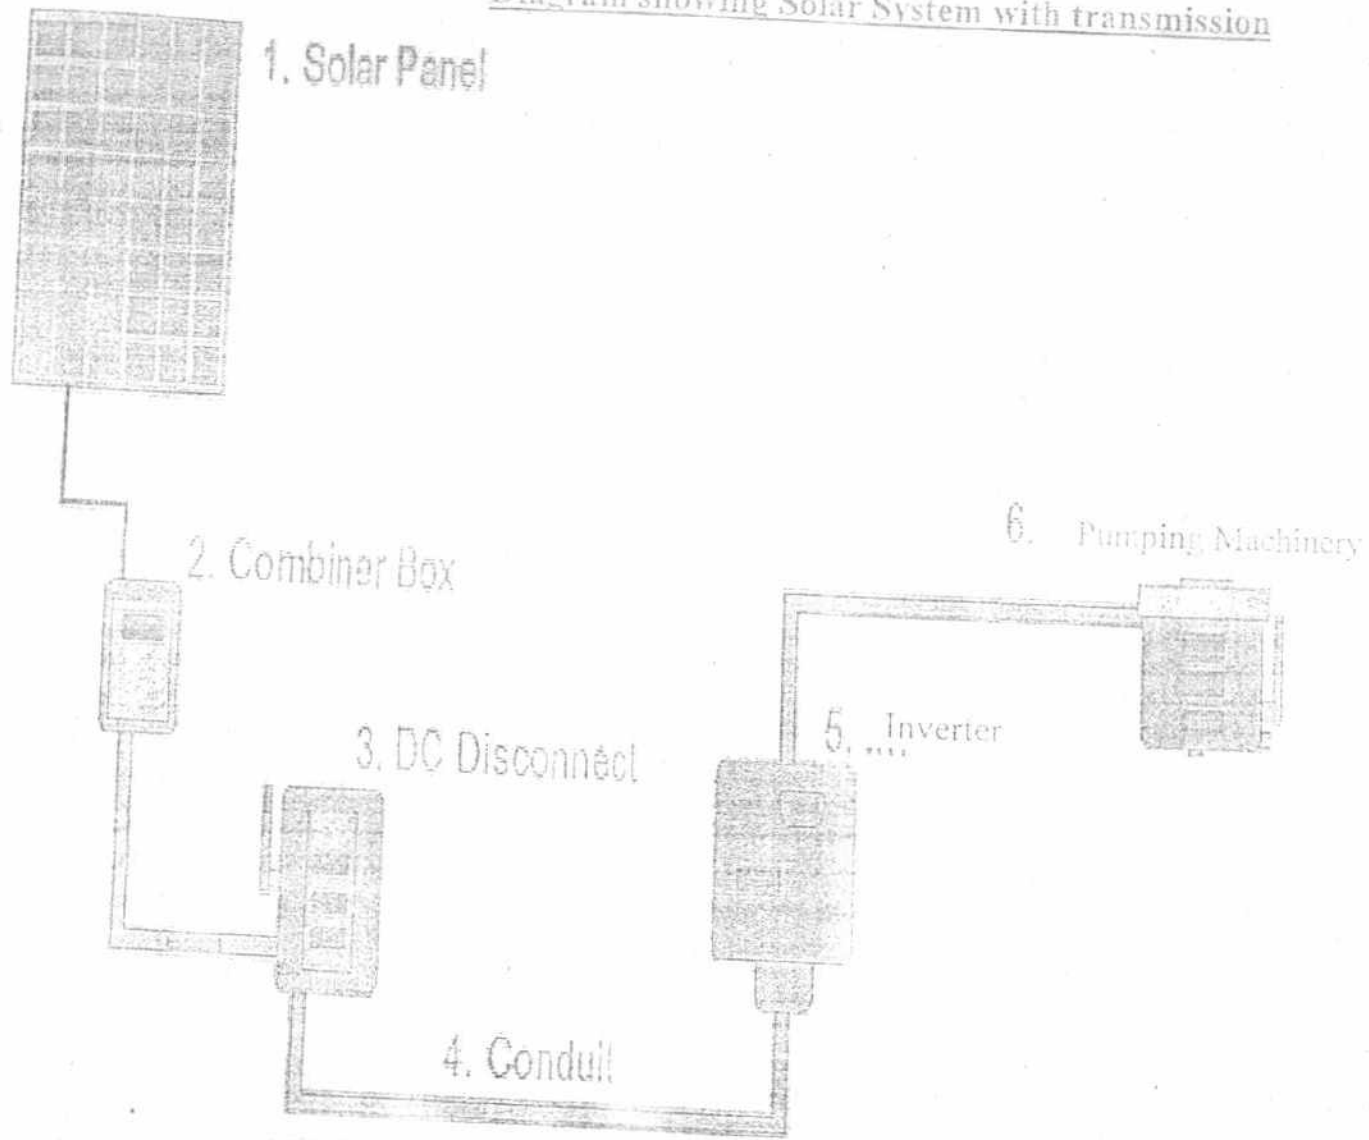 Diagram showing Solar System with transmission
1. Solar Panel
2. Combiner Box
6. Pumping Machinery
3. DC Disconnect
5. .... Inverter
4. Conduit